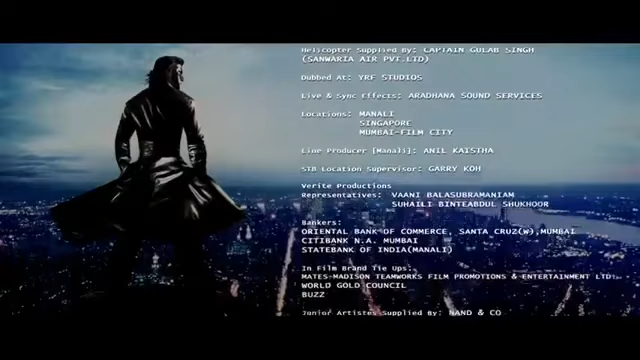 Helicopter Supplied By: CAPTAIN GULAB SINGH
(SANWARIA AIR PVT.LTD)
Dubbed At: YRF STUDIOS
Live & Sync Effects: ARADHANA SOUND SERVICES
Locations: MANALI
SINGAPORE
MUMBAI-FILM CITY
Line Producer [Manali]: ANIL KAISTHA
STB Location Supervisor: GARRY KOH
Verite Productions
Representatives: VAANI BALASUBRAMANIAM
SUHAILI BINTEABDUL SHUKHOOR
Bankers:
ORIENTAL BANK OF COMMERCE, SANTA CRUZ(W),MUMBAI
CITIBANK N.A. MUMBAI
STATEBANK OF INDIA(MANALI)
In Film Brand Tie Ups:
MATES-MADISON TEAMWORKS FILM PROMOTIONS & ENTERTAINMENT LTD.
WORLD GOLD COUNCIL
BUZZ
Junior Artistes Supplied By: NAND & CO